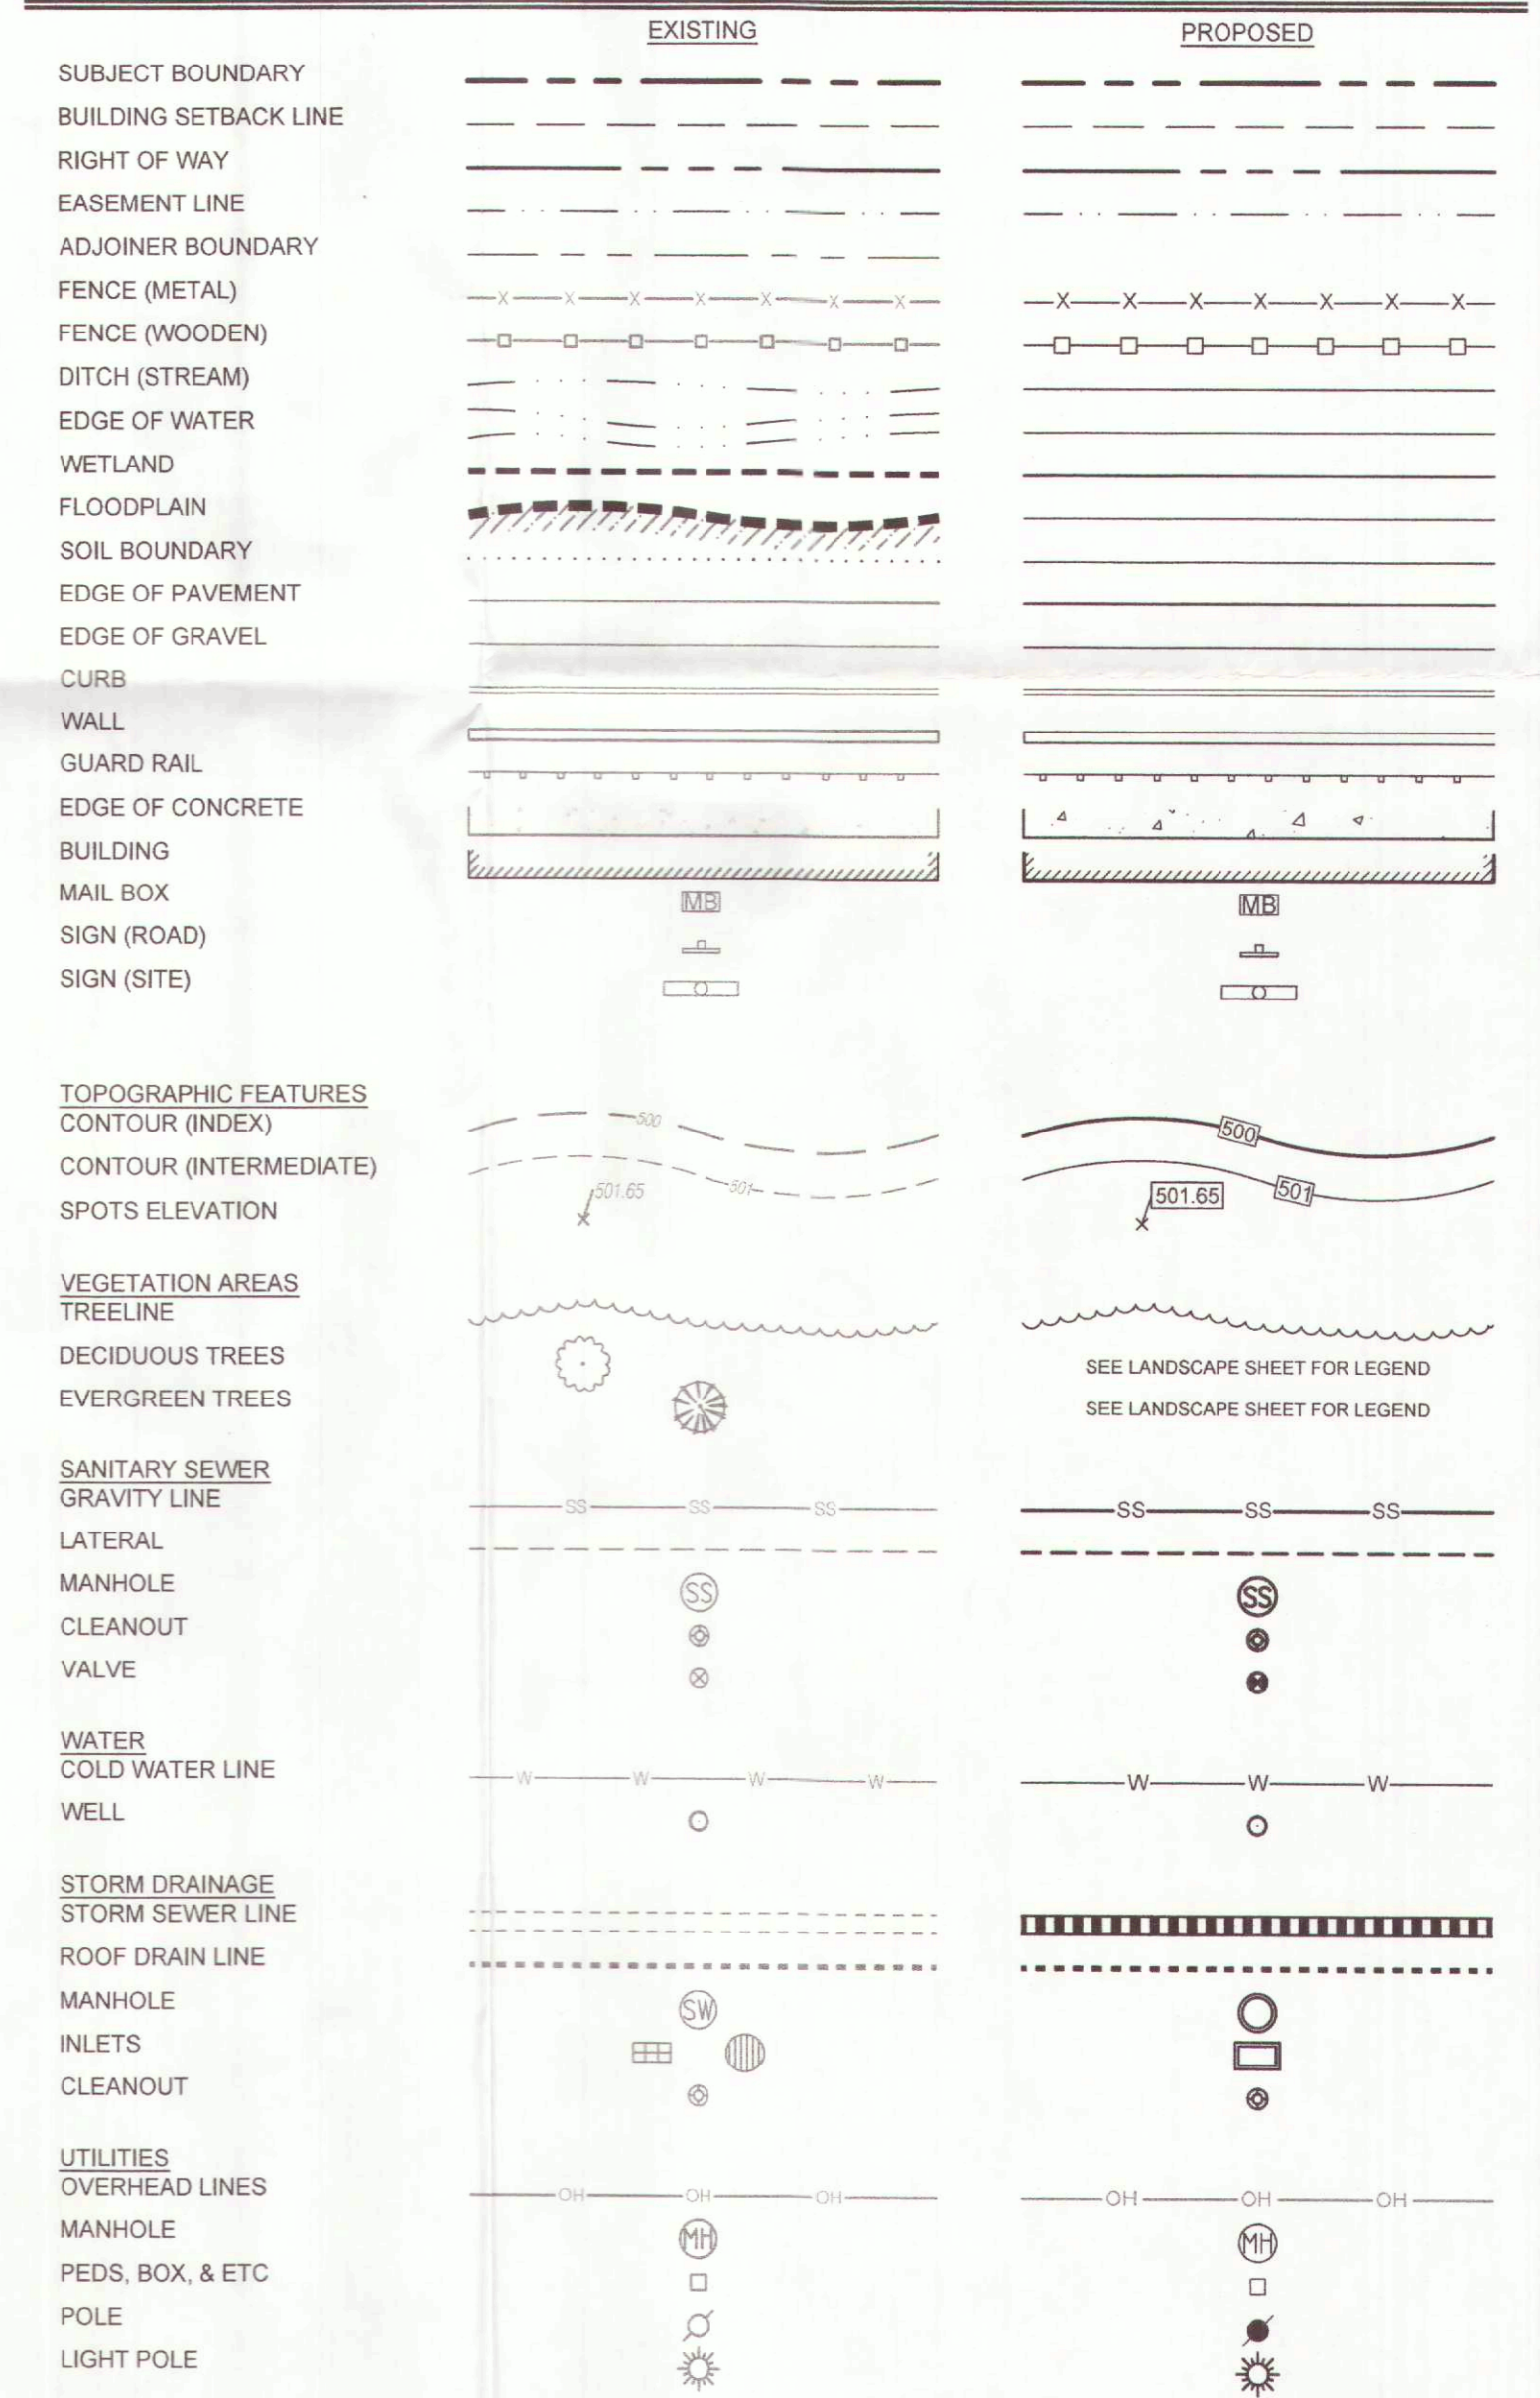 EXISTING PROPOSED
SUBJECT BOUNDARY
BUILDING SETBACK LINE
RIGHT OF WAY
EASEMENT LINE
ADJOINER BOUNDARY
FENCE (METAL) X X X X X X X X X X X X X X
FENCE (WOODEN)
DITCH (STREAM)
EDGE OF WATER
WETLAND
FLOODPLAIN
SOIL BOUNDARY
EDGE OF PAVEMENT
EDGE OF GRAVEL
CURB
WALL
GUARD RAIL
EDGE OF CONCRETE
BUILDING
MAIL BOX MB MB
SIGN (ROAD)
SIGN (SITE)
TOPOGRAPHIC FEATURES
CONTOUR (INDEX) 500 500
CONTOUR (INTERMEDIATE) 501 501
SPOTS ELEVATION 501.65 501.65
VEGETATION AREAS
TREELINE
DECIDUOUS TREES SEE LANDSCAPE SHEET FOR LEGEND
EVERGREEN TREES SEE LANDSCAPE SHEET FOR LEGEND
SANITARY SEWER
GRAVITY LINE SS SS SS SS SS SS
LATERAL
MANHOLE SS SS
CLEANOUT
VALVE
WATER
COLD WATER LINE W W W W W W W
WELL
STORM DRAINAGE
STORM SEWER LINE
ROOF DRAIN LINE
MANHOLE SW
INLETS
CLEANOUT
UTILITIES
OVERHEAD LINES OH OH OH OH OH OH
MANHOLE MH MH
PEDS, BOX, & ETC
POLE
LIGHT POLE